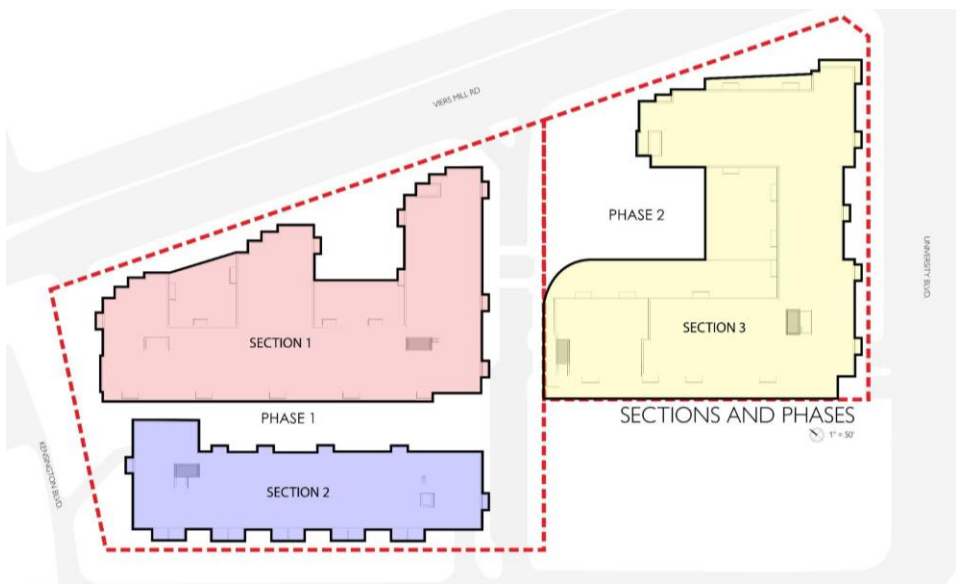 VIERS MILL RD
PHASE 2
UNIVERSITY BLVD.
SECTION 1
SECTION 3
PHASE 1
SECTIONS AND PHASES
1" = 50'
KENSINGTON BLVD.
SECTION 2